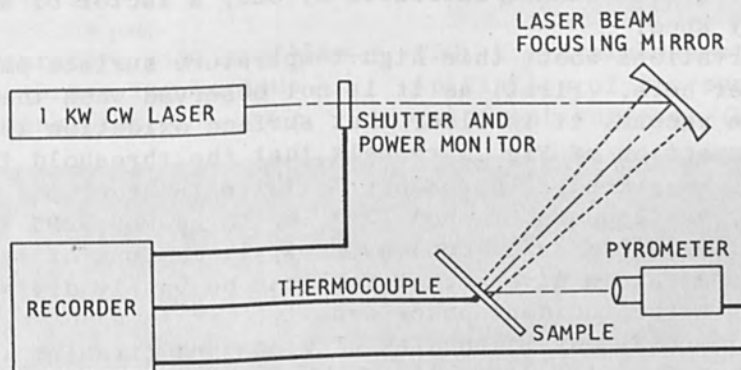 LASER BEAM
FOCUSING MIRROR
1 KW CW LASER
SHUTTER AND
POWER MONITOR
PYROMETER
THERMOCOUPLE
RECORDER
SAMPLE